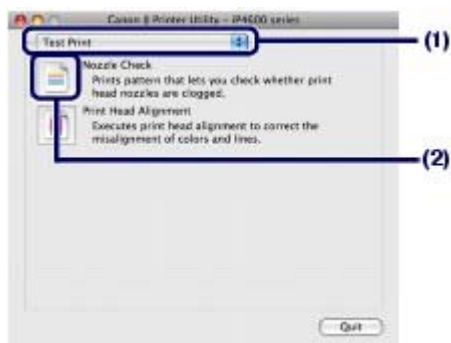 Canon IJ Printer Utility – iP4600 series
Test Print
(1)
Nozzle Check
Prints pattern that lets you check whether print
head nozzles are clogged.
Print Head Alignment
Executes print head alignment to correct the
misalignment of colors and lines.
(2)
Quit